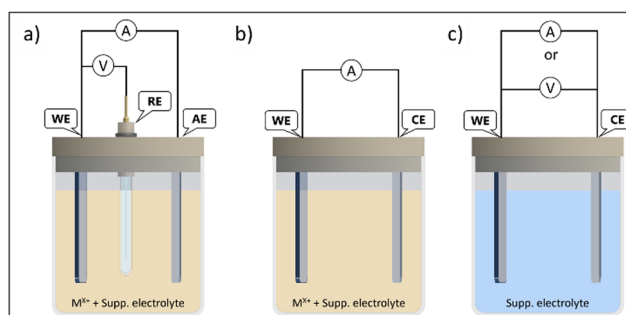 a)
A
V
RE
WE
AE
Mˣ⁺ + Supp. electrolyte
b)
A
WE
CE
Mˣ⁺ + Supp. electrolyte
c)
A
or
V
WE
CE
Supp. electrolyte